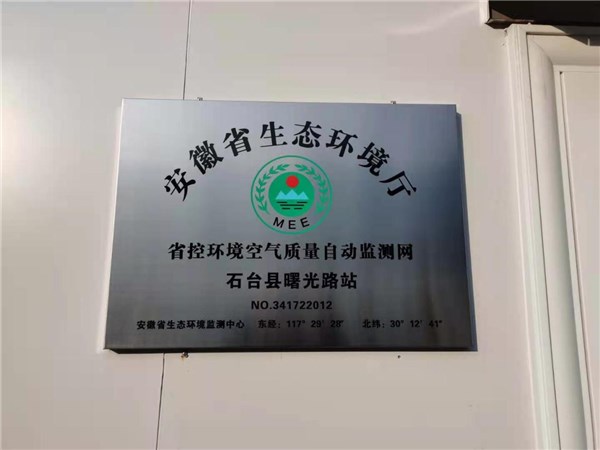 安徽省生态环境厅
MEE
省控环境空气质量自动监测网
石台县曙光路站
NO.341722012
安徽省生态环境监测中心 东经：117° 29′ 28″ 北纬：30° 12′ 41″